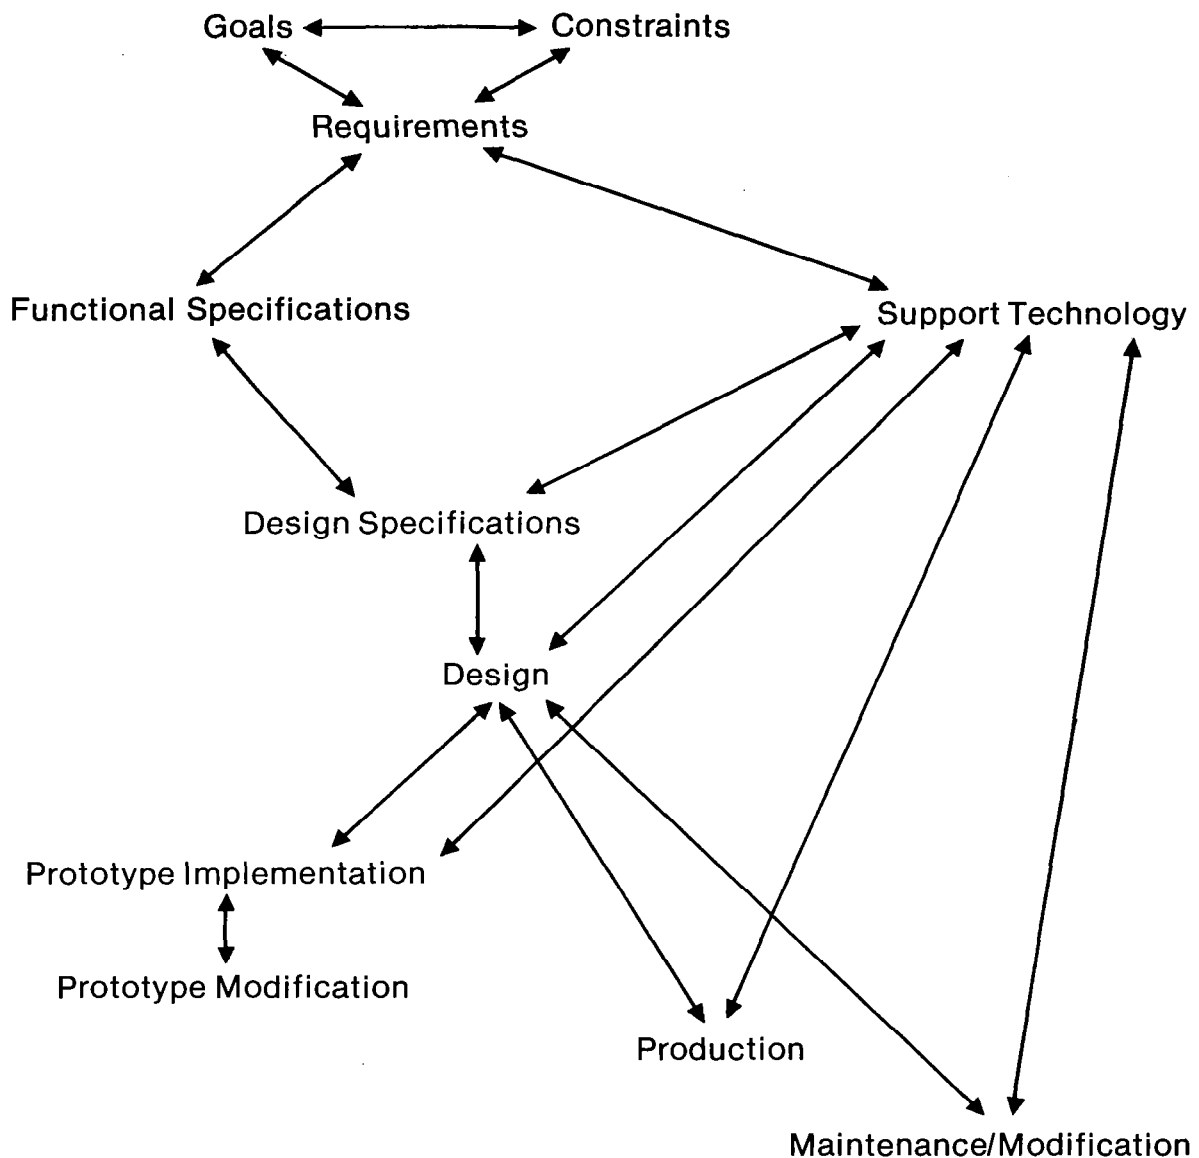 Goals
Constraints
Requirements
Functional Specifications
Support Technology
Design Specifications
Design
Prototype Implementation
Prototype Modification
Production
Maintenance/Modification